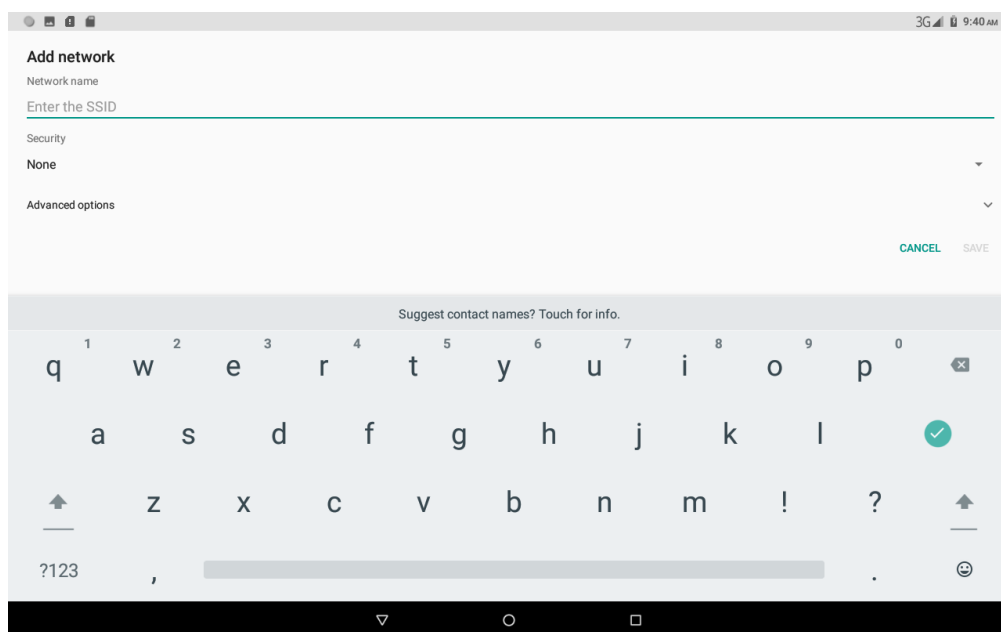 3G 9:40 AM
Add network
Network name
Enter the SSID
Security
None
Advanced options
CANCEL SAVE
Suggest contact names? Touch for info.
1 2 3 4 5 6 7 8 9 0
q w e r t y u i o p
a s d f g h j k l
z x c v b n m ! ?
?123 , .